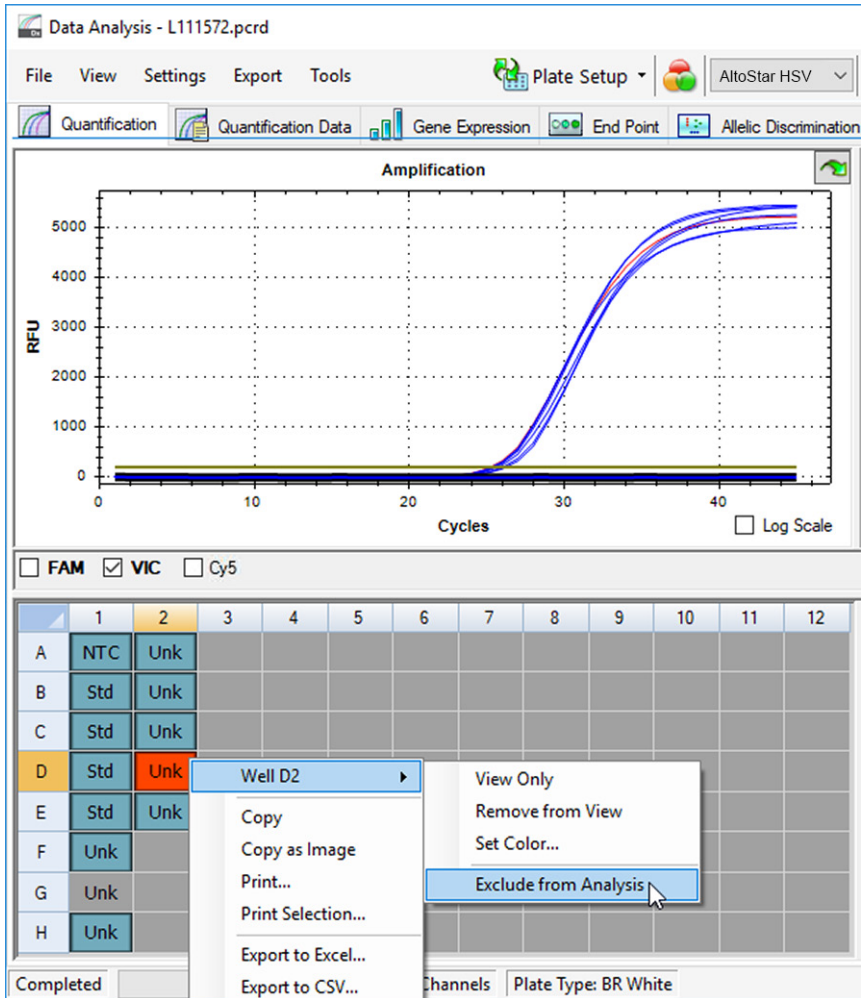 Data Analysis - L111572.pcrd
File View Settings Export Tools Plate Setup AltoStar HSV
Quantification Quantification Data Gene Expression End Point Allelic Discrimination
Amplification
5000
4000
3000
2000
1000
0
RFU
0 10 20 30 40
Cycles
Log Scale
FAM VIC Cy5
1 2 3 4 5 6 7 8 9 10 11 12
A NTC Unk
B Std Unk
C Std Unk
D Std Unk
E Std Unk
F Unk
G Unk
H Unk
Well D2
Copy
Copy as Image
Print...
Print Selection...
Export to Excel...
Export to CSV...
View Only
Remove from View
Set Color...
Exclude from Analysis
Completed Channels Plate Type: BR White